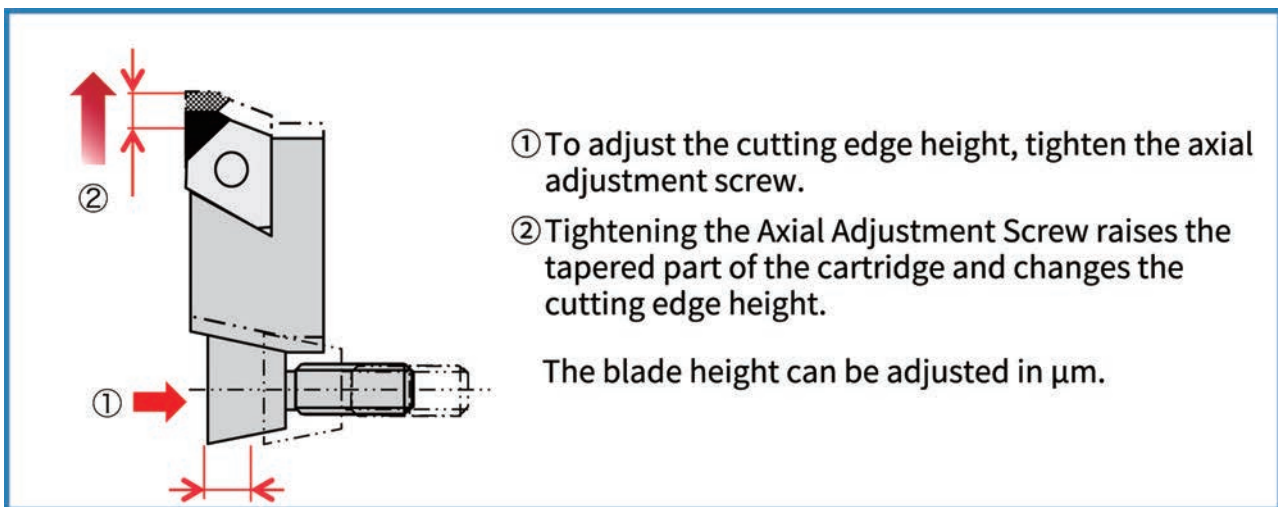 ①To adjust the cutting edge height, tighten the axial
adjustment screw.
②Tightening the Axial Adjustment Screw raises the
tapered part of the cartridge and changes the
cutting edge height.
The blade height can be adjusted in μm.
②
①